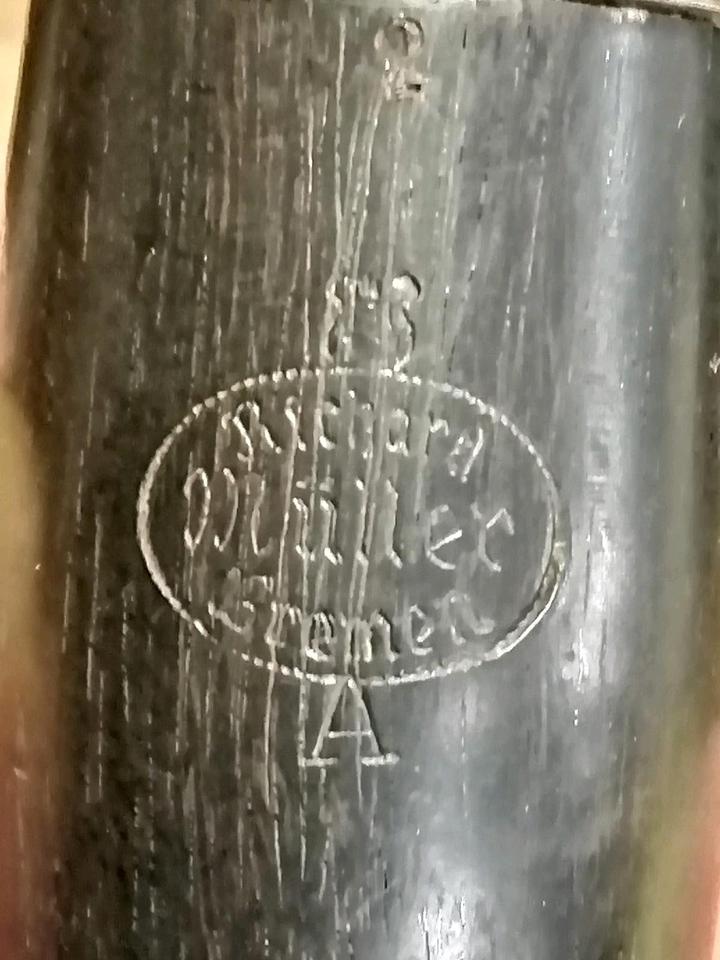 Richard
Müller
Bremen
A